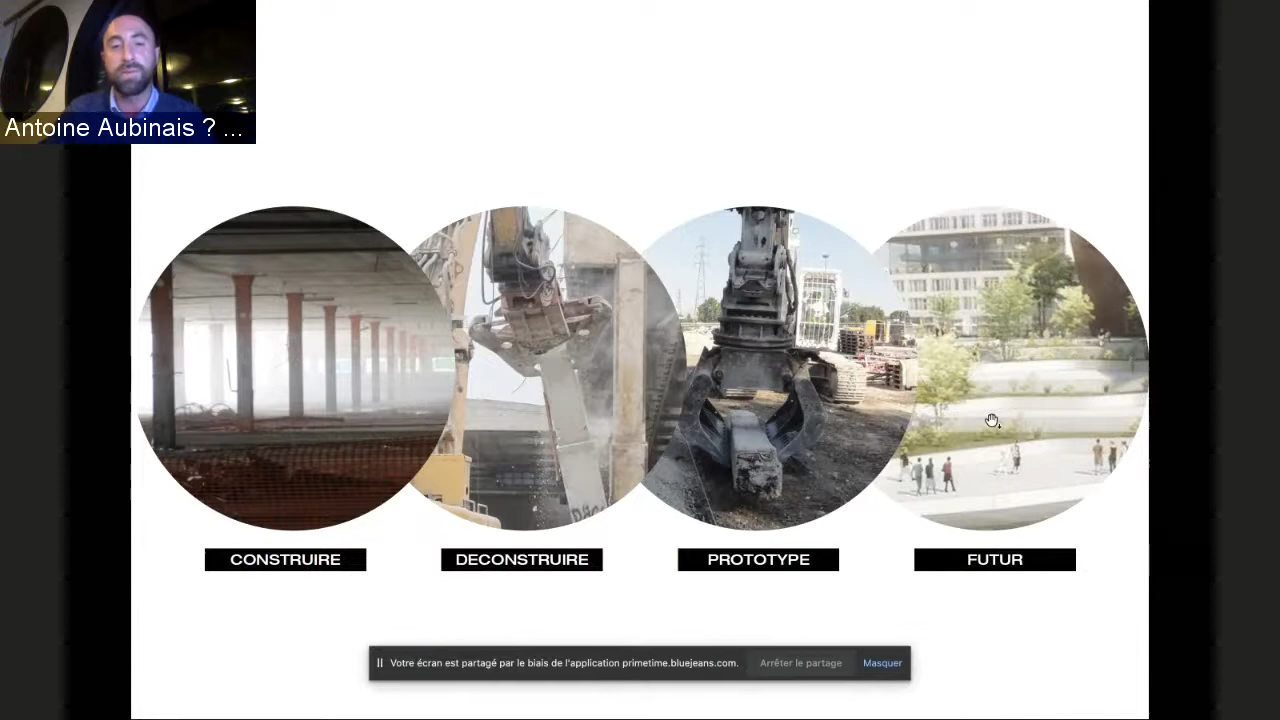 Antoine Aubinais ? ...
CONSTRUIRE
DECONSTRUIRE
PROTOTYPE
FUTUR
Votre écran est partagé par le biais de l'application primetime.bluejeans.com.
Arrêter le partage
Masquer